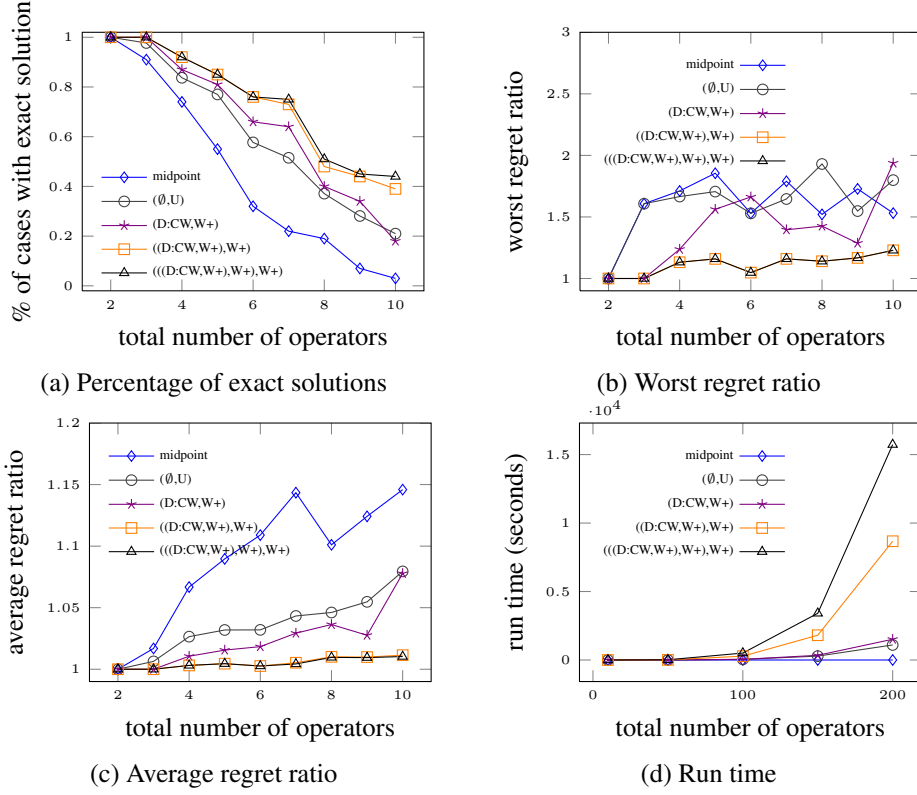 % of cases with exact solution
1
0.8
0.6
0.4
0.2
0
midpoint
(∅,U)
(D:CW,W+)
((D:CW,W+),W+)
(((D:CW,W+),W+),W+)
2 4 6 8 10
total number of operators
(a) Percentage of exact solutions
worst regret ratio
3
2.5
2
1.5
1
midpoint
(∅,U)
(D:CW,W+)
((D:CW,W+),W+)
(((D:CW,W+),W+),W+)
2 4 6 8 10
total number of operators
(b) Worst regret ratio
average regret ratio
1.2
1.15
1.1
1.05
1
midpoint
(∅,U)
(D:CW,W+)
((D:CW,W+),W+)
(((D:CW,W+),W+),W+)
2 4 6 8 10
total number of operators
(c) Average regret ratio
run time (seconds)
·10⁴
1.5
1
0.5
0
midpoint
(∅,U)
(D:CW,W+)
((D:CW,W+),W+)
(((D:CW,W+),W+),W+)
0 100 200
total number of operators
(d) Run time